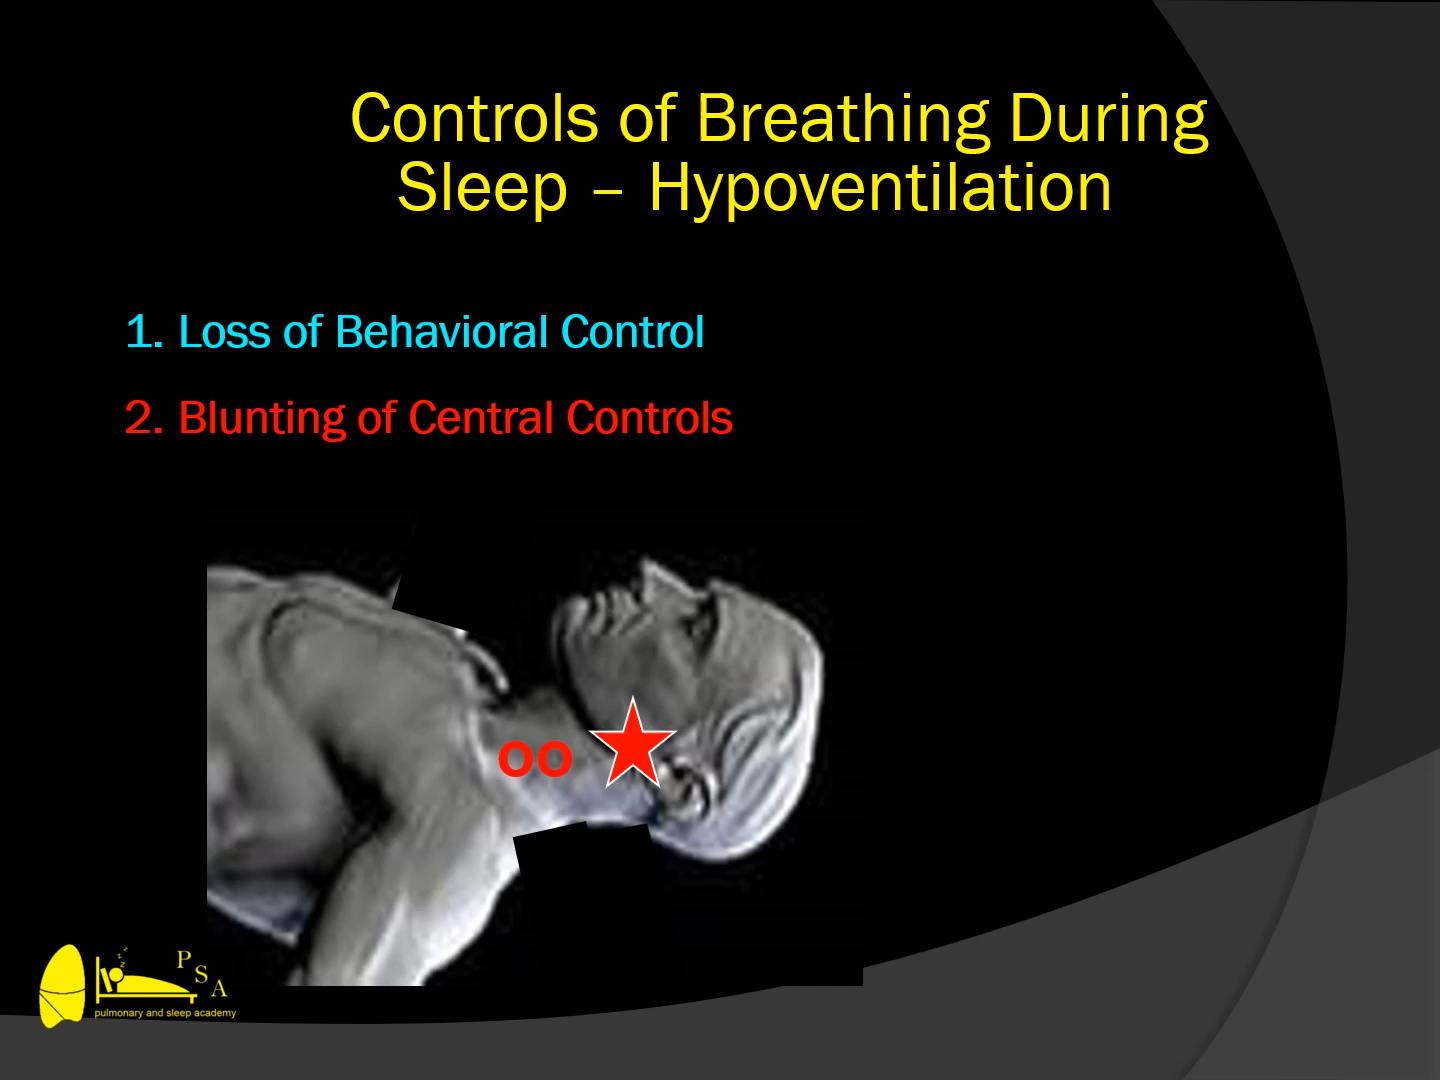 Controls of Breathing During
Sleep – Hypoventilation
1. Loss of Behavioral Control
2. Blunting of Central Controls
oo
z
z
z
P
S
A
pulmonary and sleep academy